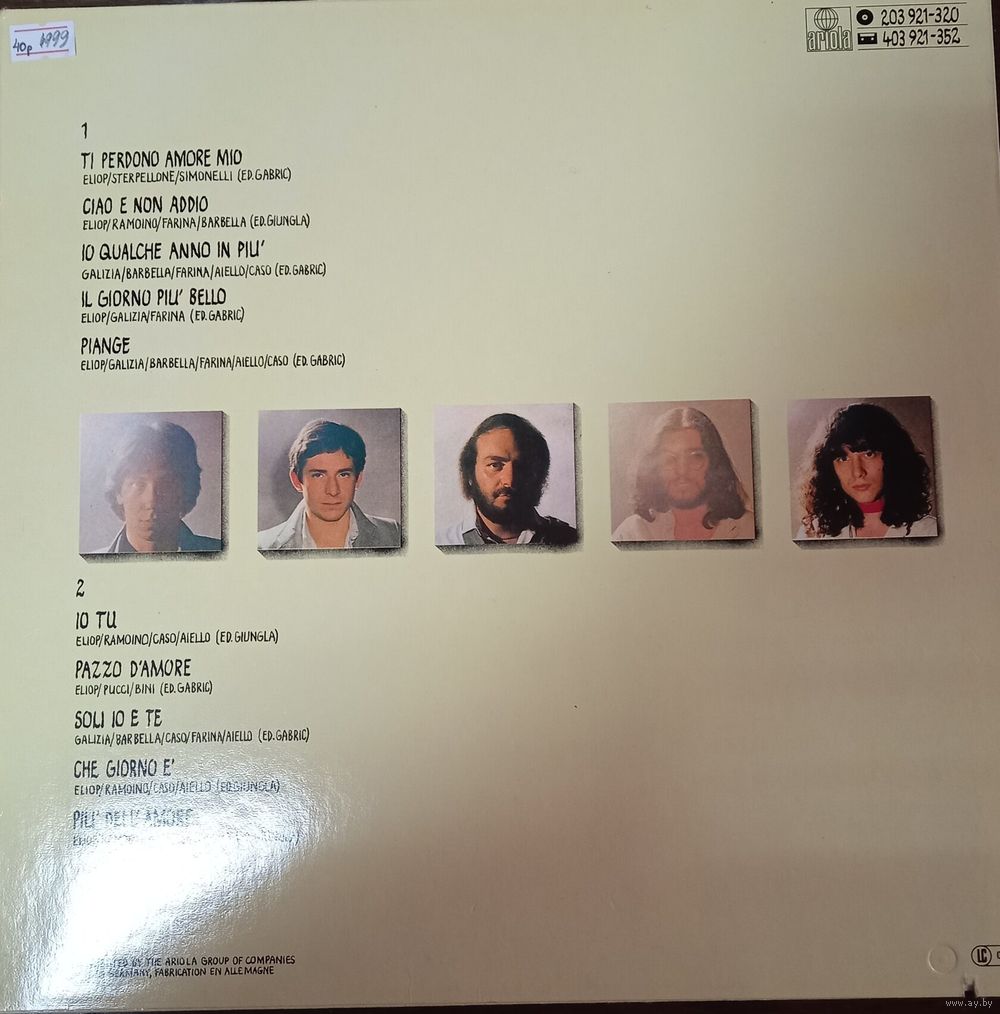 40р 1999
ariola
203 921-320
403 921-352
1
TI PERDONO AMORE MIO
ELIOP/STERPELLONE/SIMONELLI (ED.GABRIC)
CIAO E NON ADDIO
ELIOP/RAMOINO/FARINA/BARBELLA (ED.GIUNGLA)
IO QUALCHE ANNO IN PIU'
GALIZIA/BARBELLA/FARINA/AIELLO/CASO (ED.GABRIC)
IL GIORNO PIU' BELLO
ELIOP/GALIZIA/FARINA (ED.GABRIC)
PIANGE
ELIOP/GALIZIA/BARBELLA/FARINA/AIELLO/CASO (ED.GABRIC)
2
IO TU
ELIOP/RAMOINO/CASO/AIELLO (ED.GIUNGLA)
PAZZO D'AMORE
ELIOP/PUCCI/BINI (ED.GABRIC)
SOLI IO E TE
GALIZIA/BARBELLA/CASO/FARINA/AIELLO (ED.GABRIC)
CHE GIORNO E'
ELIOP/RAMOINO/CASO/AIELLO (ED.GIUNGLA)
PIU' DELL'AMORE
BY THE ARIOLA GROUP OF COMPANIES
GERMANY, FABRICATION EN ALLEMAGNE
LC
www.ay.by